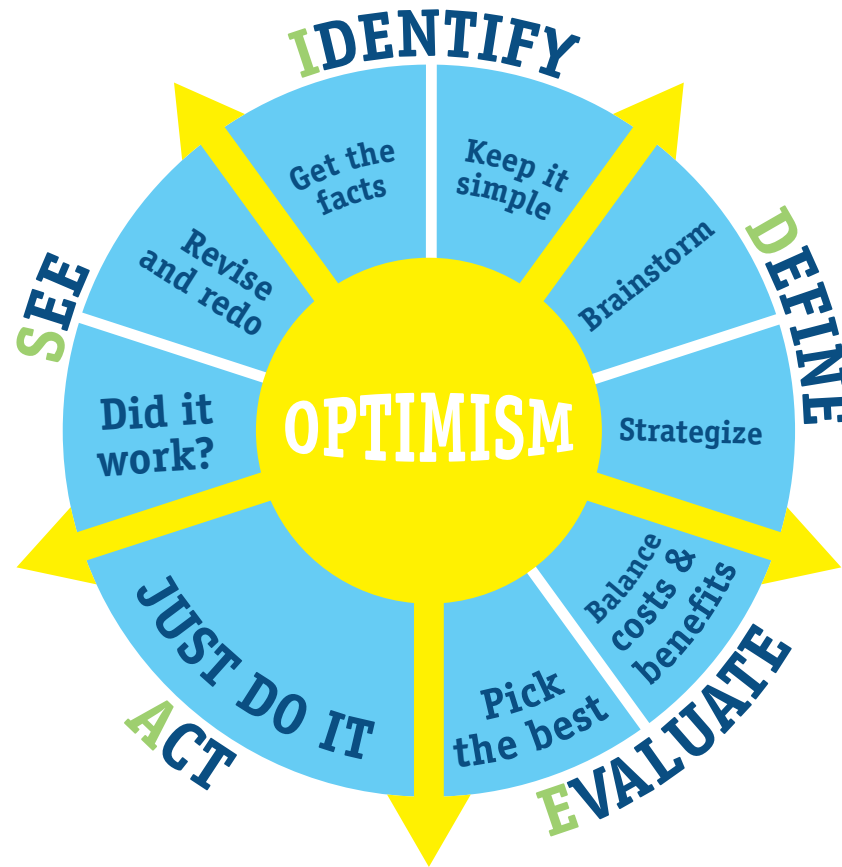 IDENTIFY
Get the
facts
Keep it
simple
DEFINE
Brainstorm
Strategize
EVALUATE
Balance
costs &
benefits
Pick
the best
ACT
JUST DO IT
SEE
Did it
work?
Revise
and redo
OPTIMISM